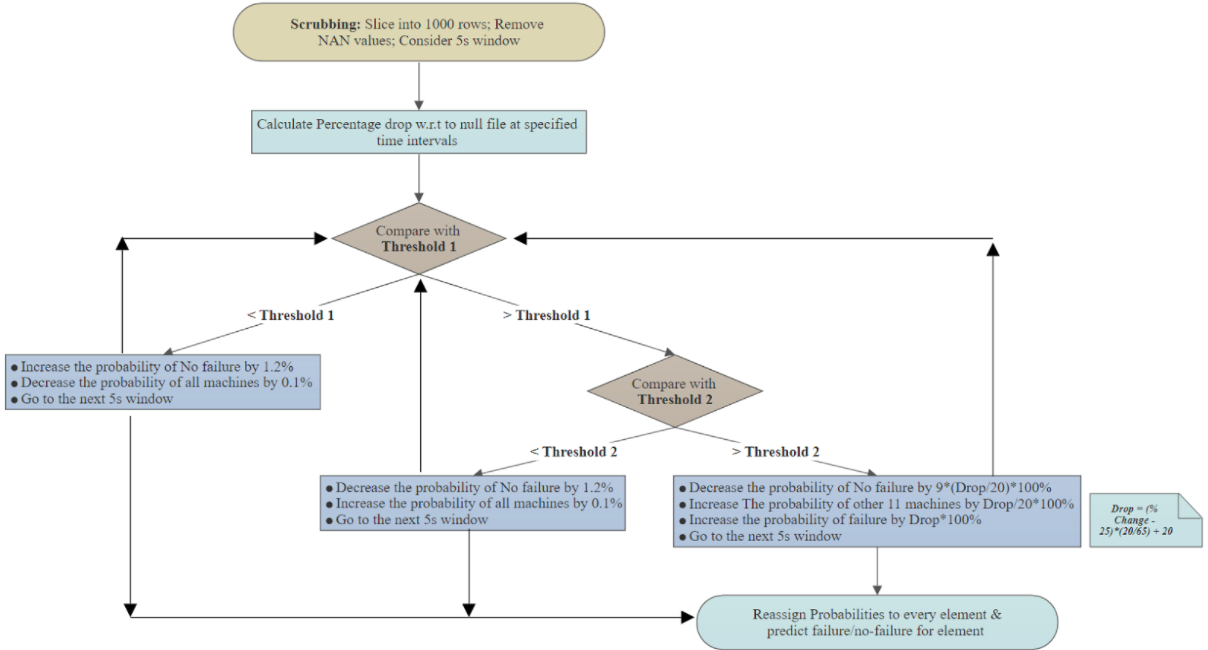 Scrubbing: Slice into 1000 rows; Remove
NAN values; Consider 5s window
Calculate Percentage drop w.r.t to null file at specified
time intervals
Compare with
Threshold 1
< Threshold 1
> Threshold 1
● Increase the probability of No failure by 1.2%
● Decrease the probability of all machines by 0.1%
● Go to the next 5s window
Compare with
Threshold 2
< Threshold 2
> Threshold 2
● Decrease the probability of No failure by 1.2%
● Increase the probability of all machines by 0.1%
● Go to the next 5s window
● Decrease the probability of No failure by 9*(Drop/20)*100%
● Increase The probability of other 11 machines by Drop/20*100%
● Increase the probability of failure by Drop*100%
● Go to the next 5s window
Drop = (%
Change -
25)*(20/65) + 20
Reassign Probabilities to every element &
predict failure/no-failure for element